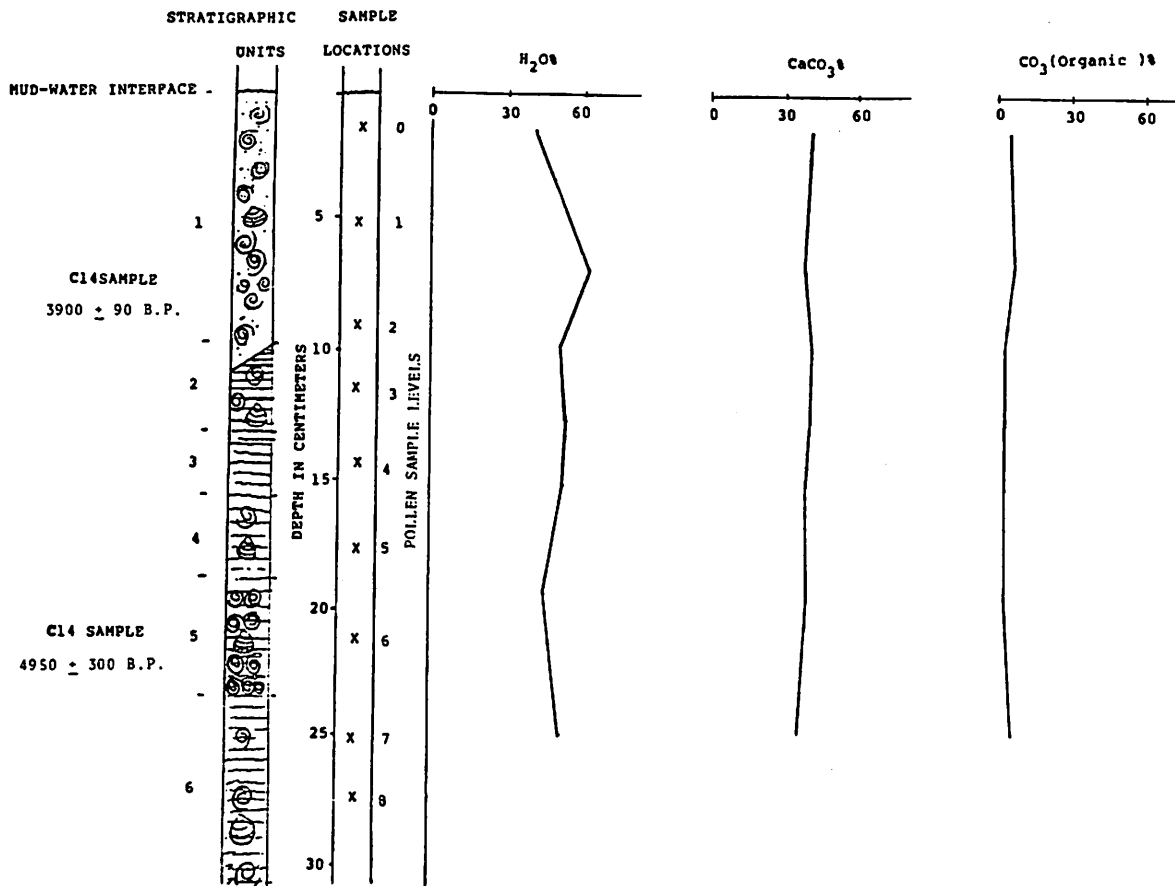 STRATIGRAPHIC UNITS
SAMPLE LOCATIONS
H₂O%
CaCO₃%
CO₃(Organic )%
MUD-WATER INTERFACE -
0 30 60
0 30 60
0 30 60
x 0
5 x 1
1
C14SAMPLE
3900 ± 90 B.P.
x 2
10
2
x 3
3
x 4
15
4
x 5
DEPTH IN CENTIMETERS
POLLEN SAMPLE LEVELS
20
C14 SAMPLE
4950 ± 300 B.P.
5
x 6
25 x 7
6
x 8
30